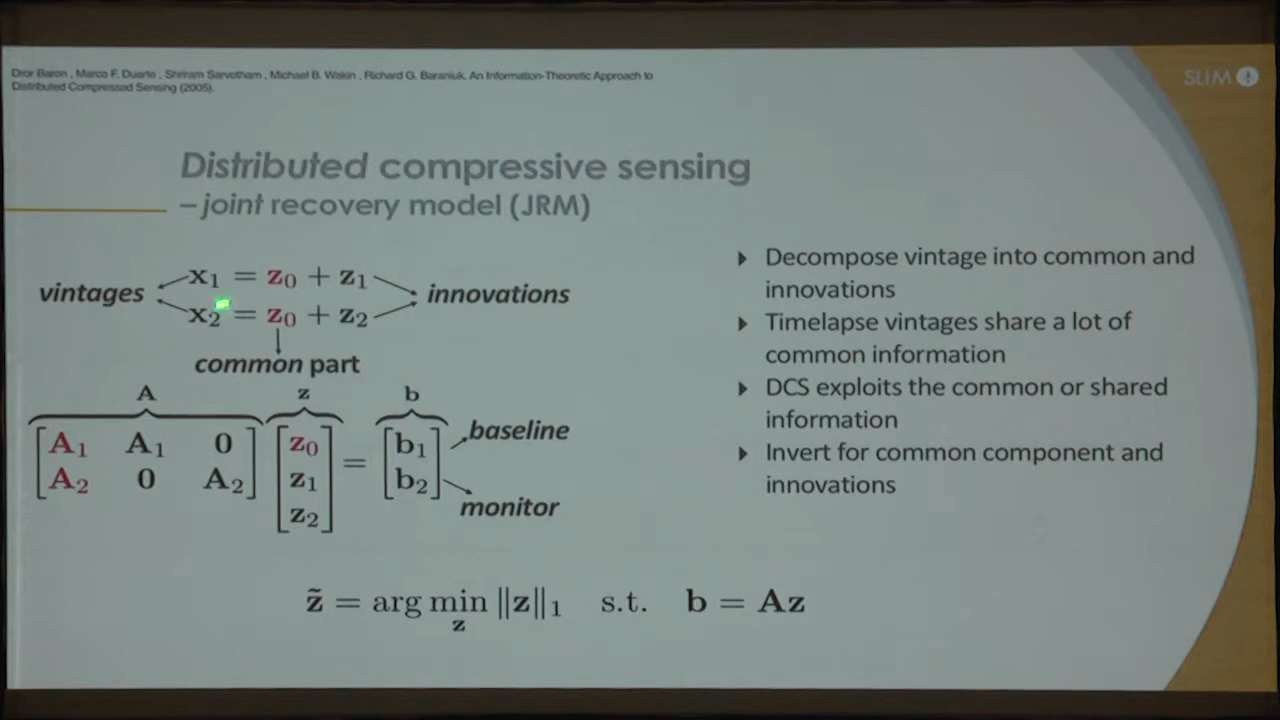 Dror Baron , Marco F. Duarte , Shriram Sarvotham , Michael B. Wakin , Richard G. Baraniuk. An Information-Theoretic Approach to
Distributed Compressed Sensing (2005).
SLIM
Distributed compressive sensing
– joint recovery model (JRM)
vintages
x₁ = z₀ + z₁
x₂ = z₀ + z₂
innovations
common part
A z b
[A₁ A₁ 0] [z₀] = [b₁] baseline
[A₂ 0 A₂] [z₁] [b₂] monitor
[z₂]
Decompose vintage into common and
innovations
Timelapse vintages share a lot of
common information
DCS exploits the common or shared
information
Invert for common component and
innovations
z̃ = arg min ‖z‖₁ s.t. b = Az
z